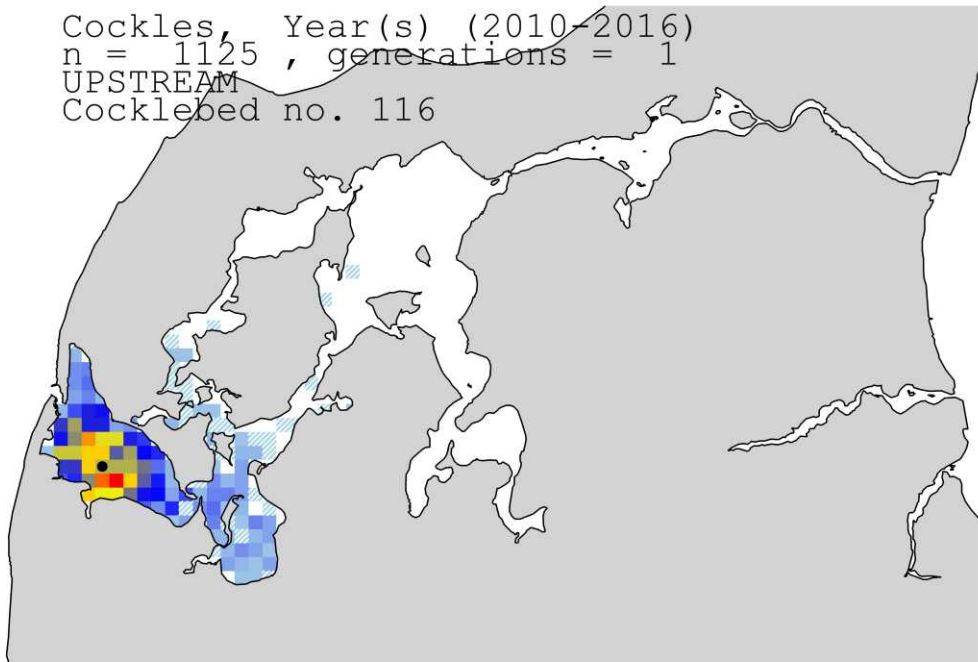 Cockles, Year(s) (2010-2016)
n = 1125 , generations = 1
UPSTREAM
Cocklebed no. 116